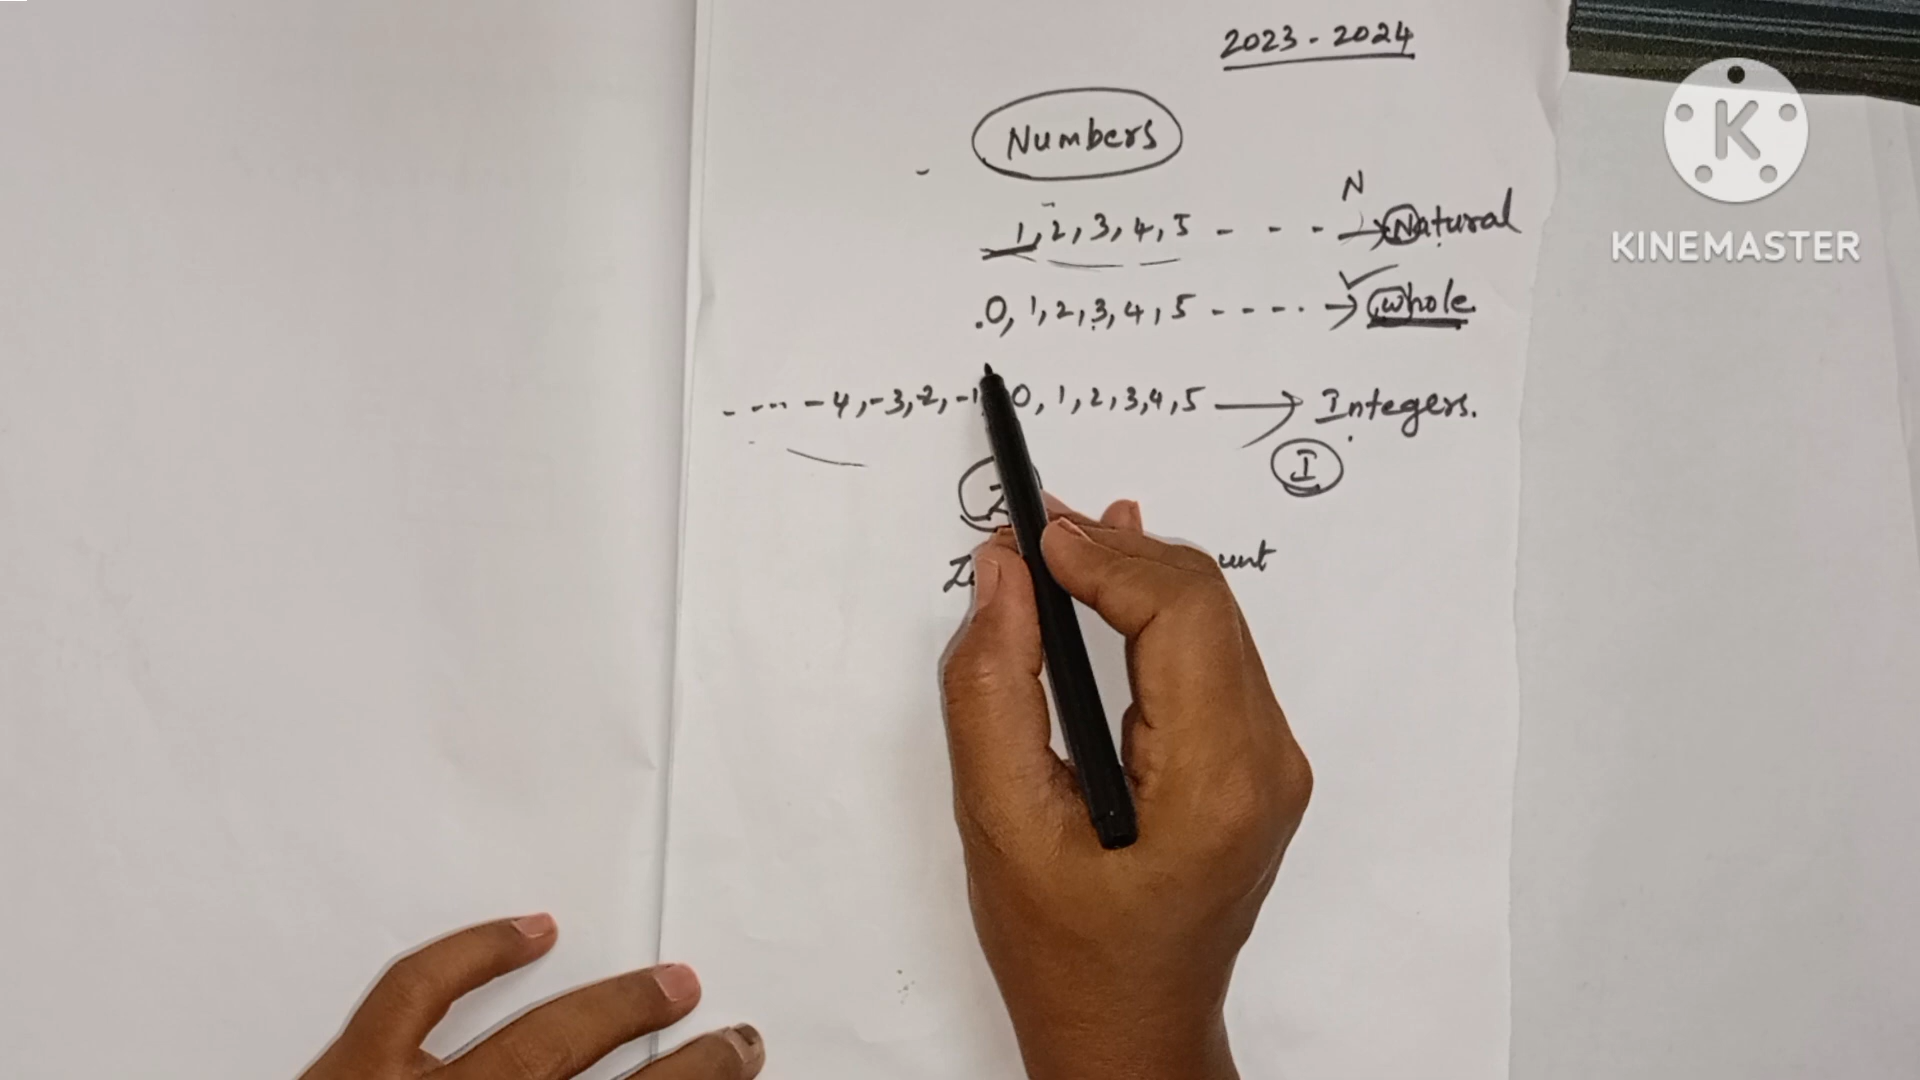 2023 - 2024
Numbers
N
1, 2, 3, 4, 5 - - - - → Natural
.0, 1, 2, 3, 4, 5 - - - - → whole
- - - - - 4, -3, -2, -1, 0, 1, 2, 3, 4, 5 → Integers.
I
Z
KINEMASTER